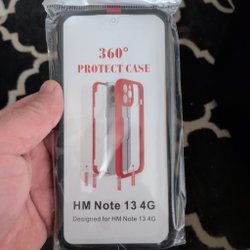 360°
PROTECT CASE
HM Note 13 4G
Designed for HM Note 13 4G